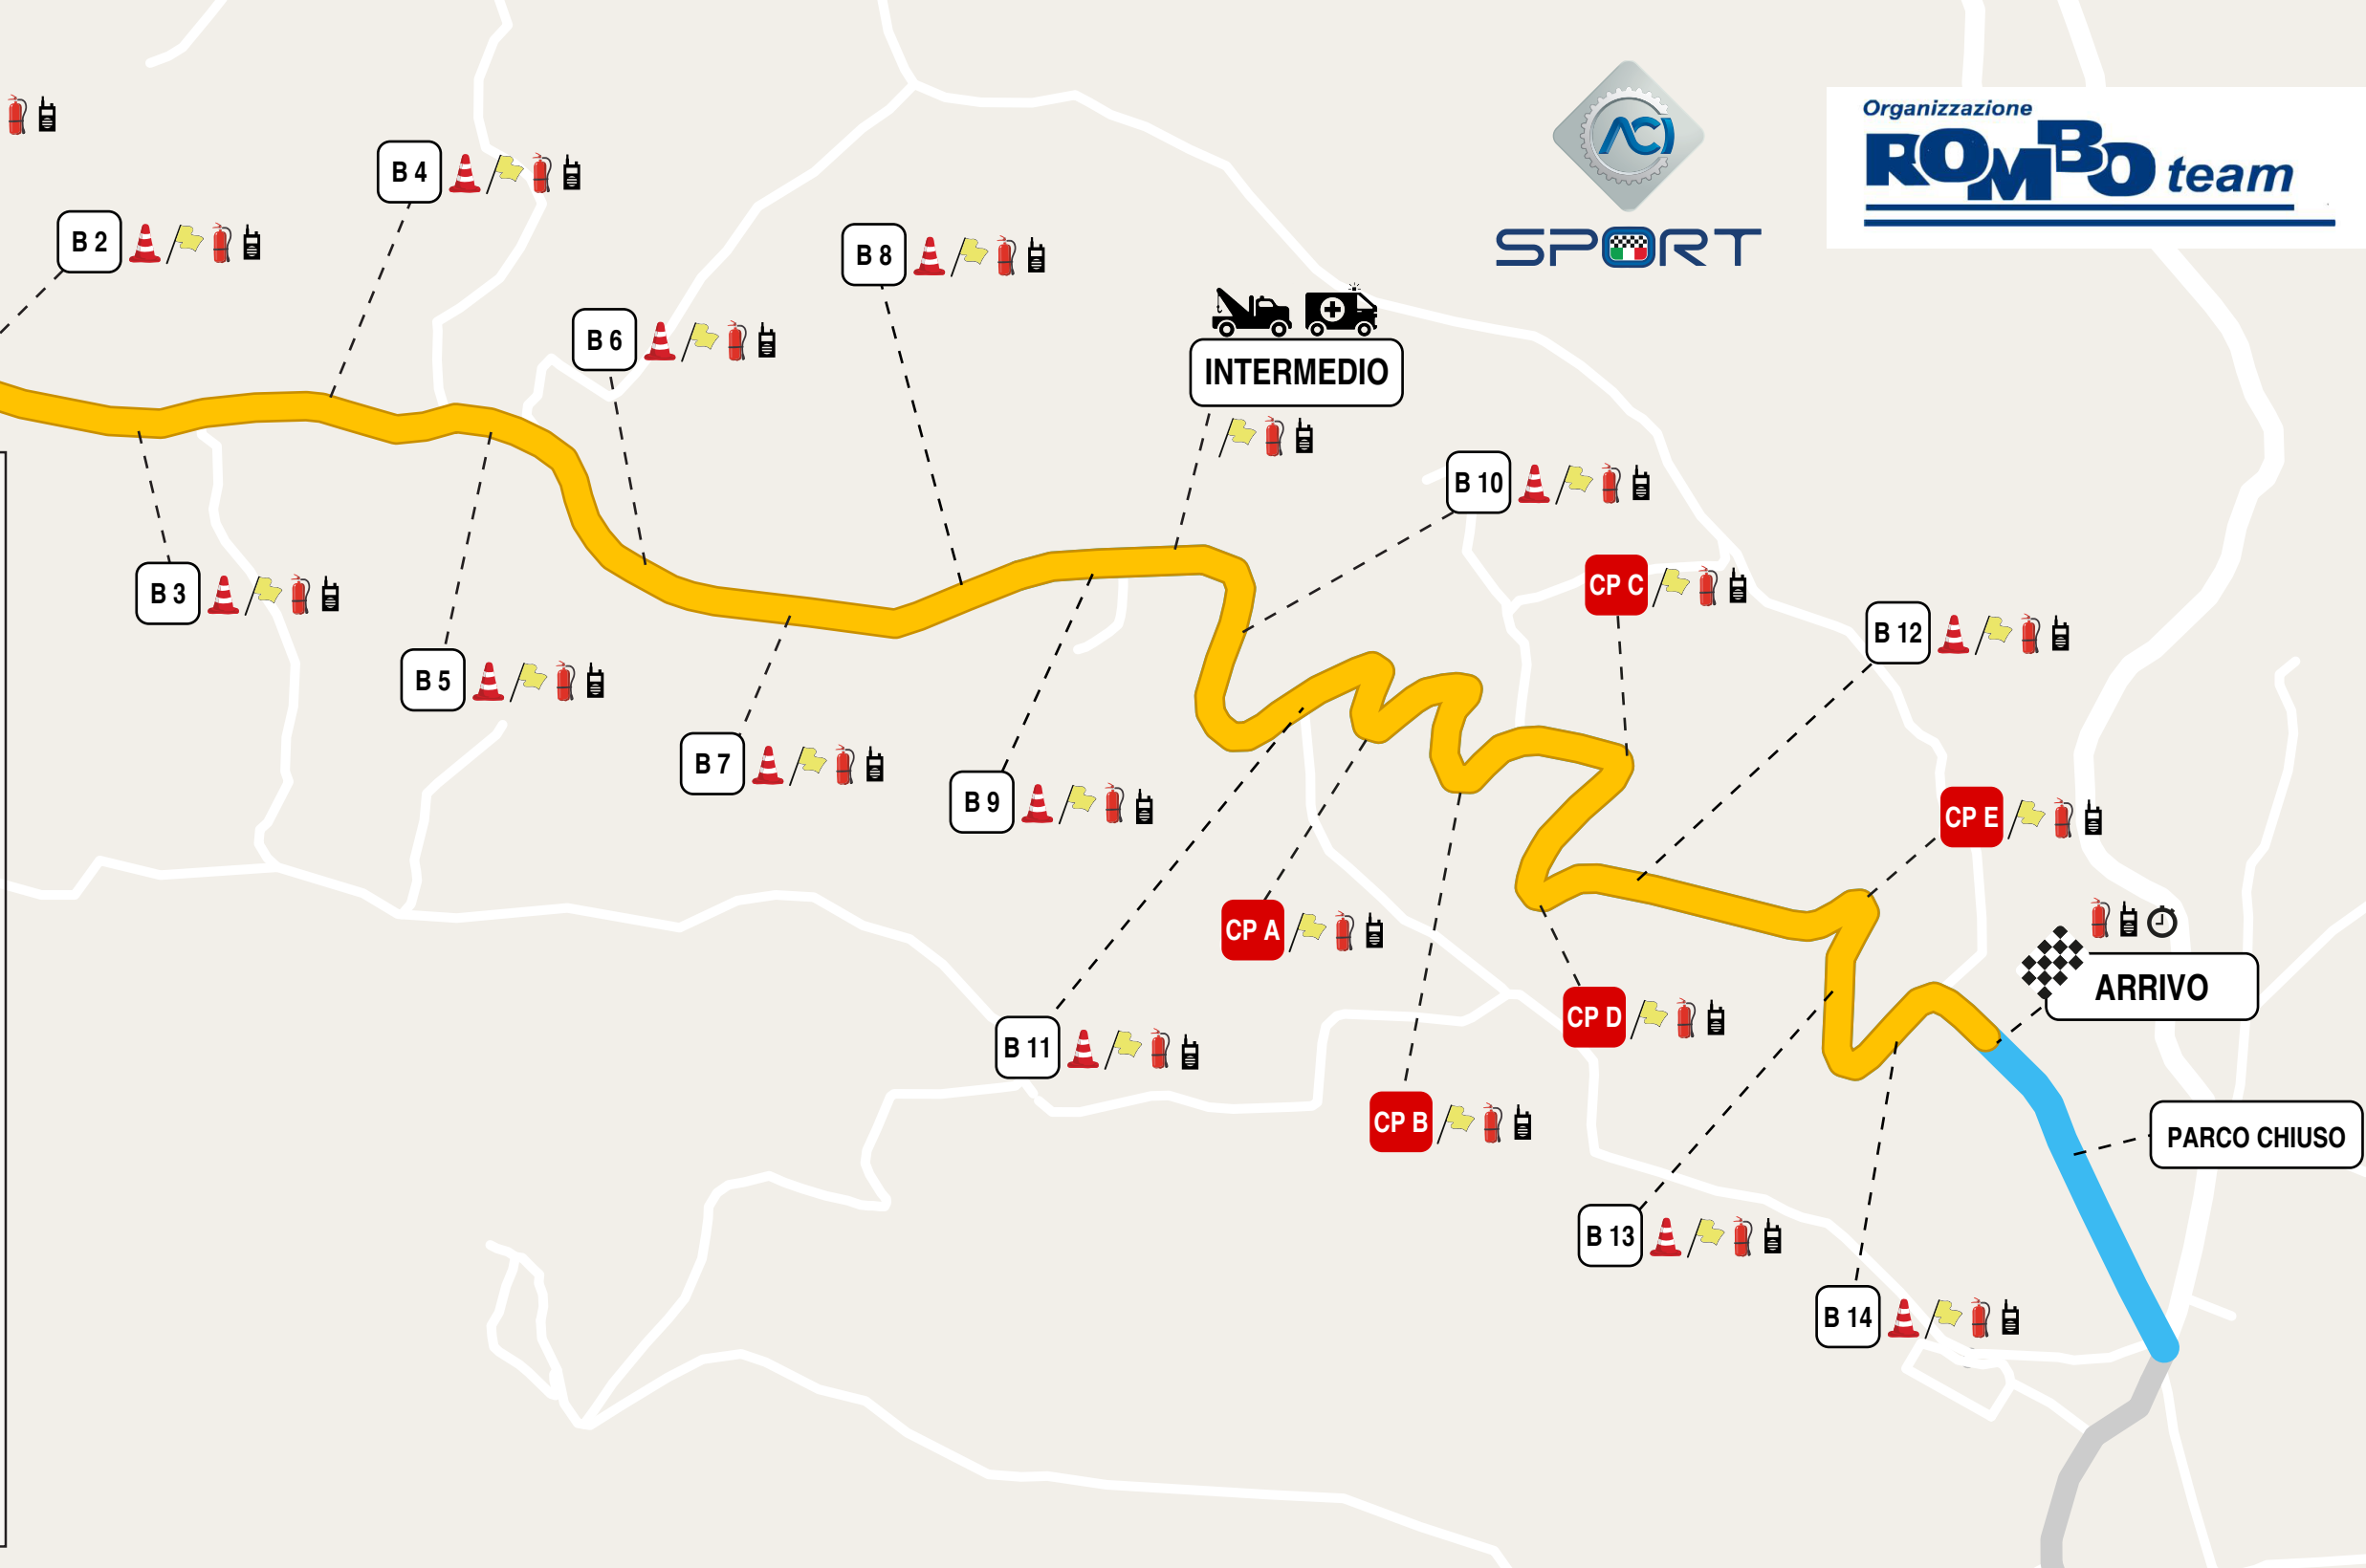 Organizzazione
ROMBO team
ACI
SPORT
B 4
B 2
B 8
B 6
INTERMEDIO
B 10
CP C
B 3
B 12
B 5
B 7
B 9
CP E
CP A
ARRIVO
CP D
B 11
CP B
PARCO CHIUSO
B 13
B 14